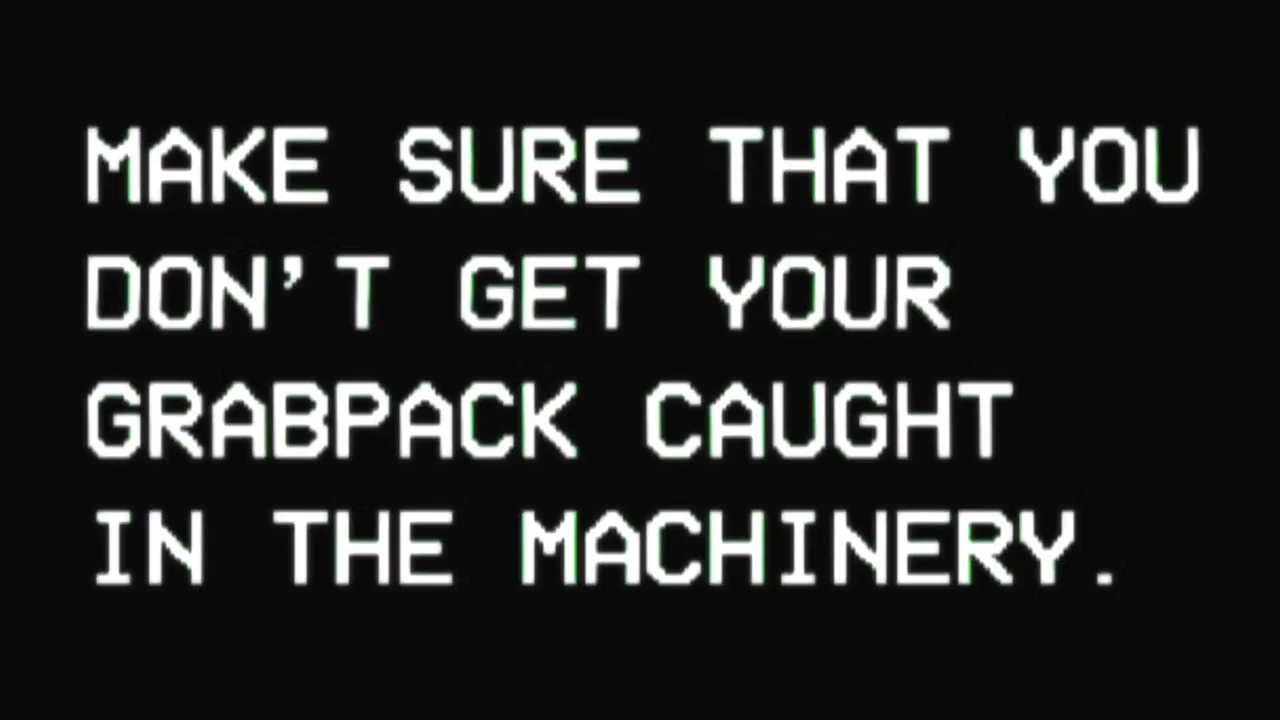 MAKE SURE THAT YOU
DON’T GET YOUR
GRABPACK CAUGHT
IN THE MACHINERY.